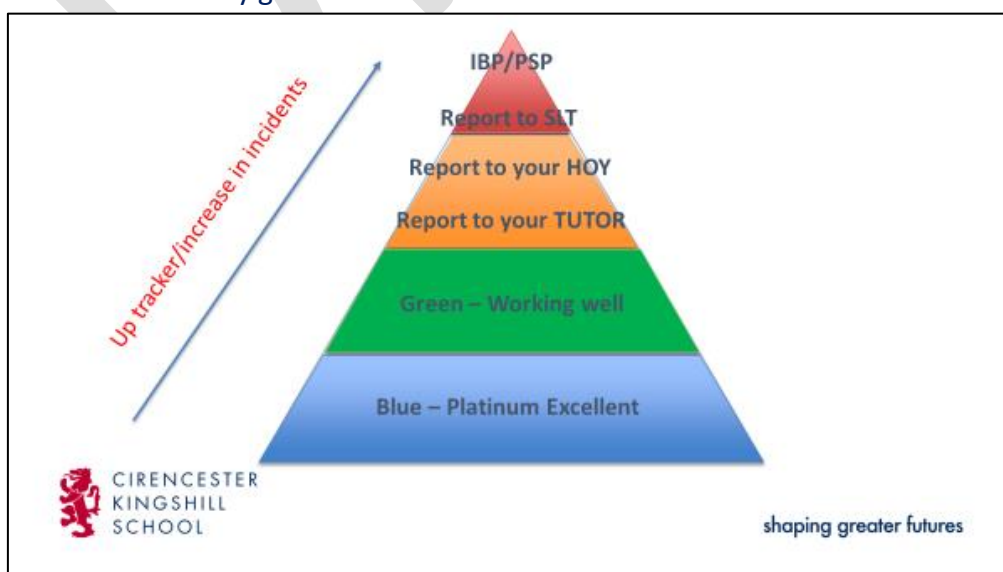 IBP/PSP
Report to SLT
Report to your HOY
Report to your TUTOR
Green – Working well
Blue – Platinum Excellent
Up tracker/increase in incidents
CIRENCESTER
KINGSHILL
SCHOOL
shaping greater futures